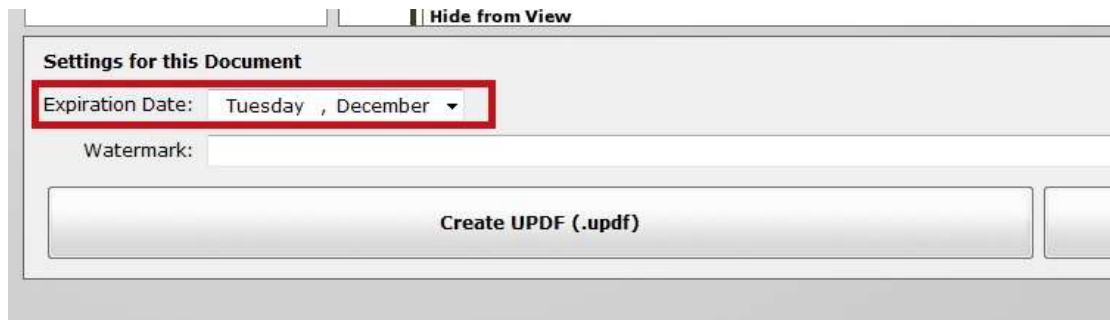 Hide from View
Settings for this Document
Expiration Date: Tuesday , December
Watermark:
Create UPDF (.updf)